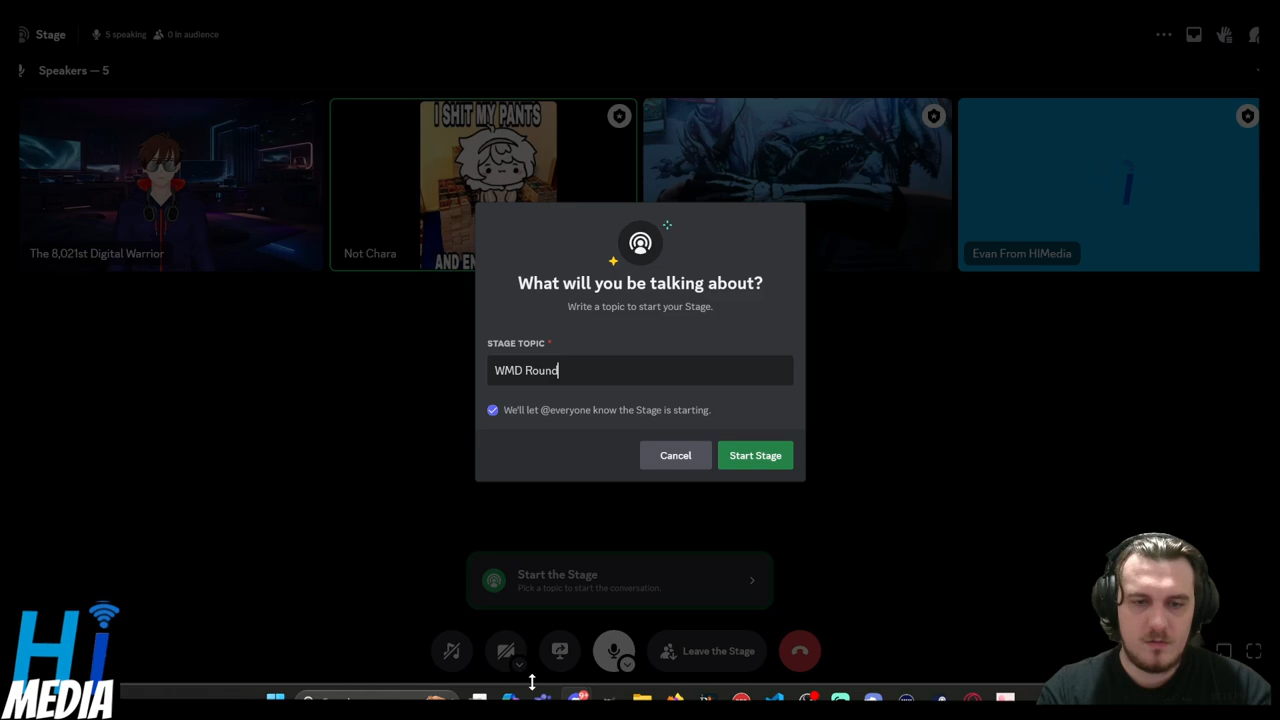 Stage
5 speaking
0 in audience
Speakers — 5
I SHIT MY PANTS
The 8,021st Digital Warrior
Not Chara
Evan From HIMedia
What will you be talking about?
Write a topic to start your Stage.
STAGE TOPIC *
WMD Round
We'll let @everyone know the Stage is starting.
Cancel
Start Stage
Start the Stage
Pick a topic to start the conversation.
Leave the Stage
Hi
MEDIA
9+